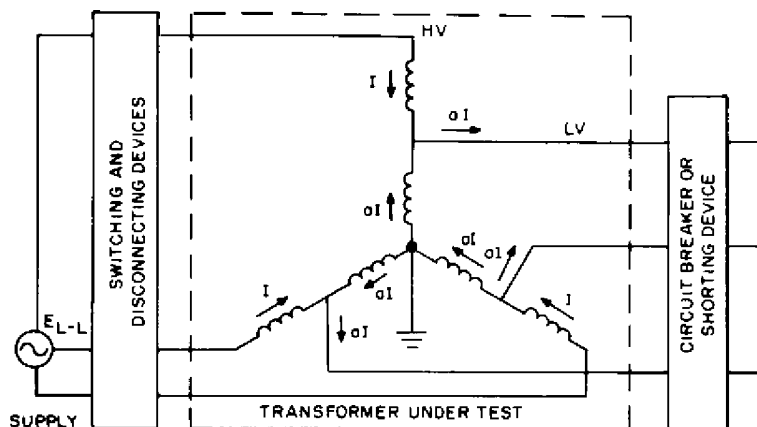 HV
I
aI
LV
aI
SWITCHING AND
DISCONNECTING DEVICES
CIRCUIT BREAKER OR
SHORTING DEVICE
aI
aI
I
aI
I
aI
E L-L
SUPPLY
TRANSFORMER UNDER TEST